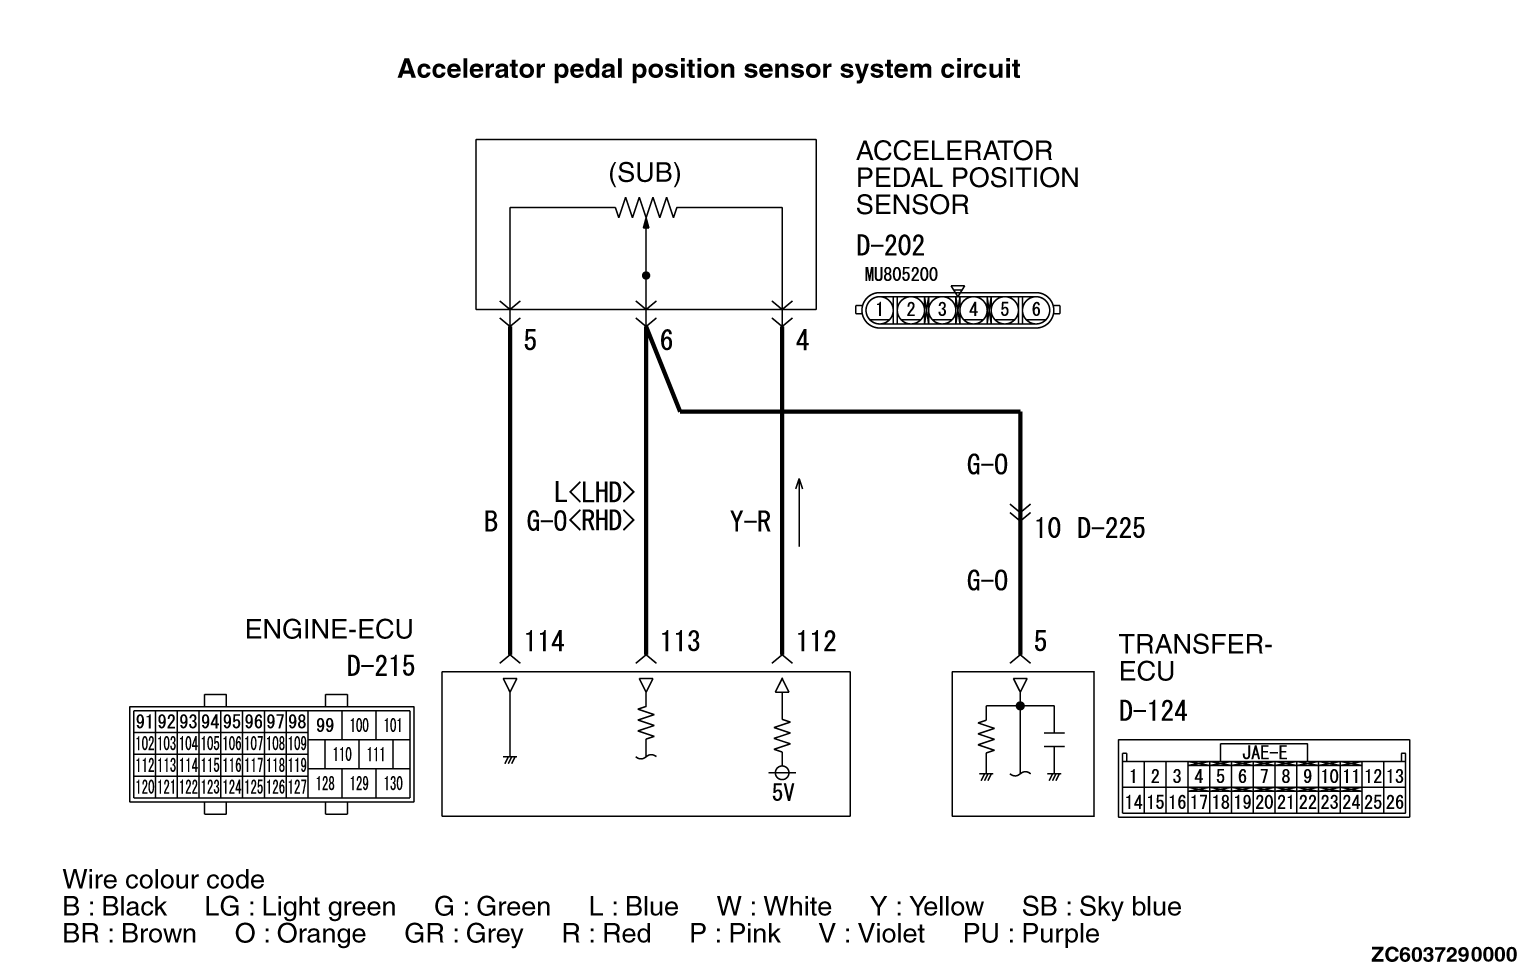 Accelerator pedal position sensor system circuit
(SUB)
ACCELERATOR
PEDAL POSITION
SENSOR
D-202
MU805200
1 2 3 4 5 6
5
6
4
G-O
L<LHD>
B
G-O<RHD>
Y-R
10 D-225
G-O
ENGINE-ECU
D-215
114
113
112
5
TRANSFER-
ECU
D-124
91 92 93 94 95 96 97 98 99 100 101
102 103 104 105 106 107 108 109 110 111
112 113 114 115 116 117 118 119
120 121 122 123 124 125 126 127 128 129 130
5V
JAE-E
1 2 3 4 5 6 7 8 9 10 11 12 13
14 15 16 17 18 19 20 21 22 23 24 25 26
Wire colour code
B : Black LG : Light green G : Green L : Blue W : White Y : Yellow SB : Sky blue
BR : Brown O : Orange GR : Grey R : Red P : Pink V : Violet PU : Purple
ZC6037290000